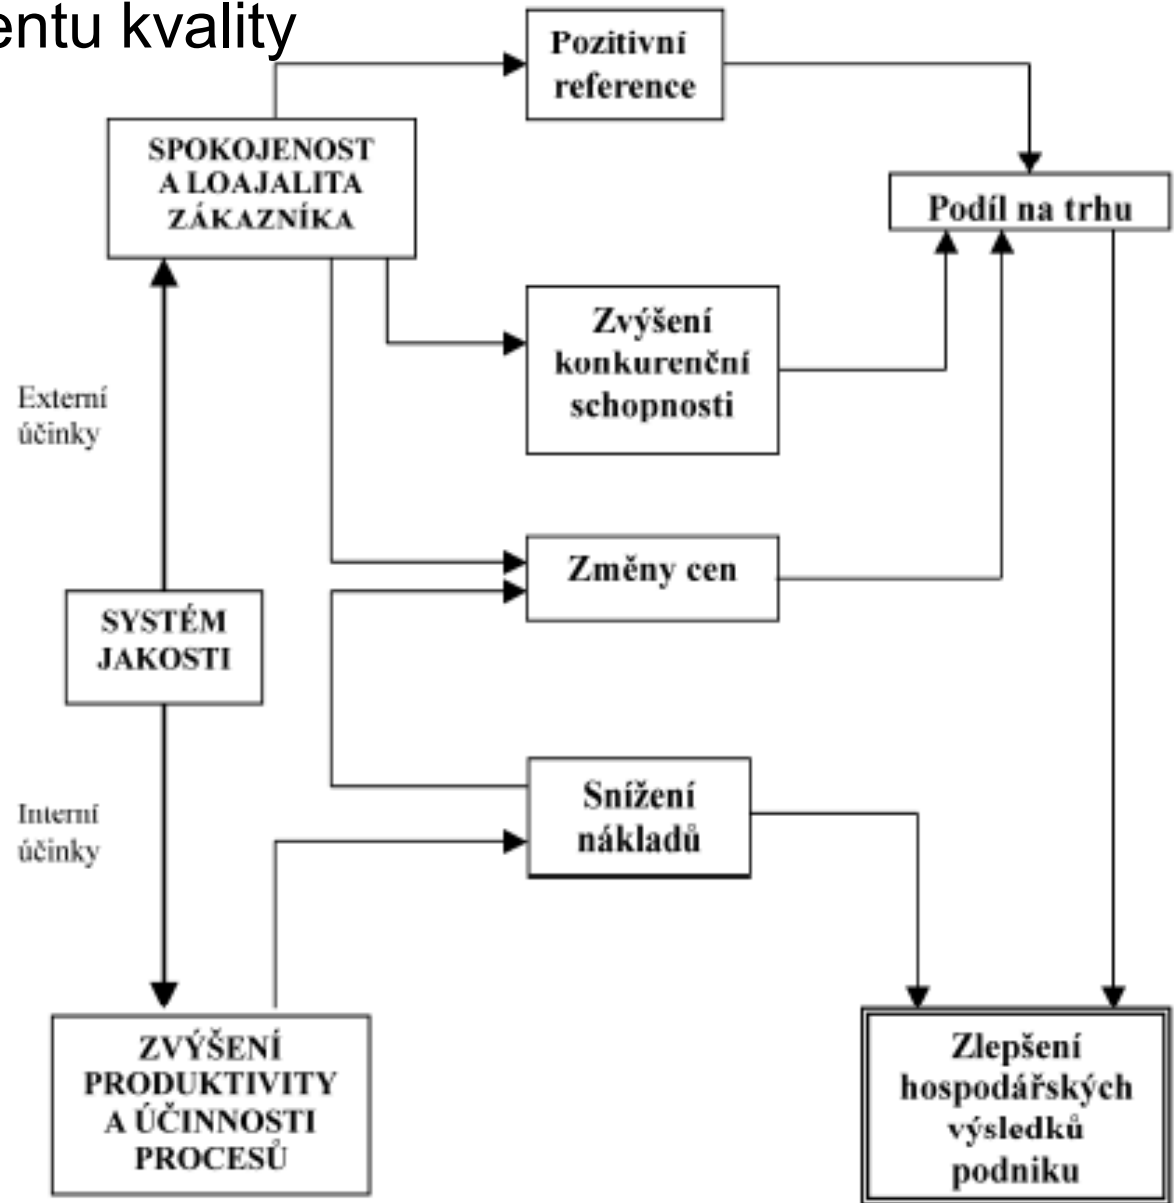 entu kvality
Pozitivní
reference
SPOKOJENOST
A LOAJALITA
ZÁKAZNÍKA
Podíl na trhu
Zvýšení
konkurenční
schopnosti
Externí
účinky
Změny cen
SYSTÉM
JAKOSTI
Snížení
nákladů
Interní
účinky
ZVÝŠENÍ
PRODUKTIVITY
A ÚČINNOSTI
PROCESŮ
Zlepšení
hospodářských
výsledků
podniku